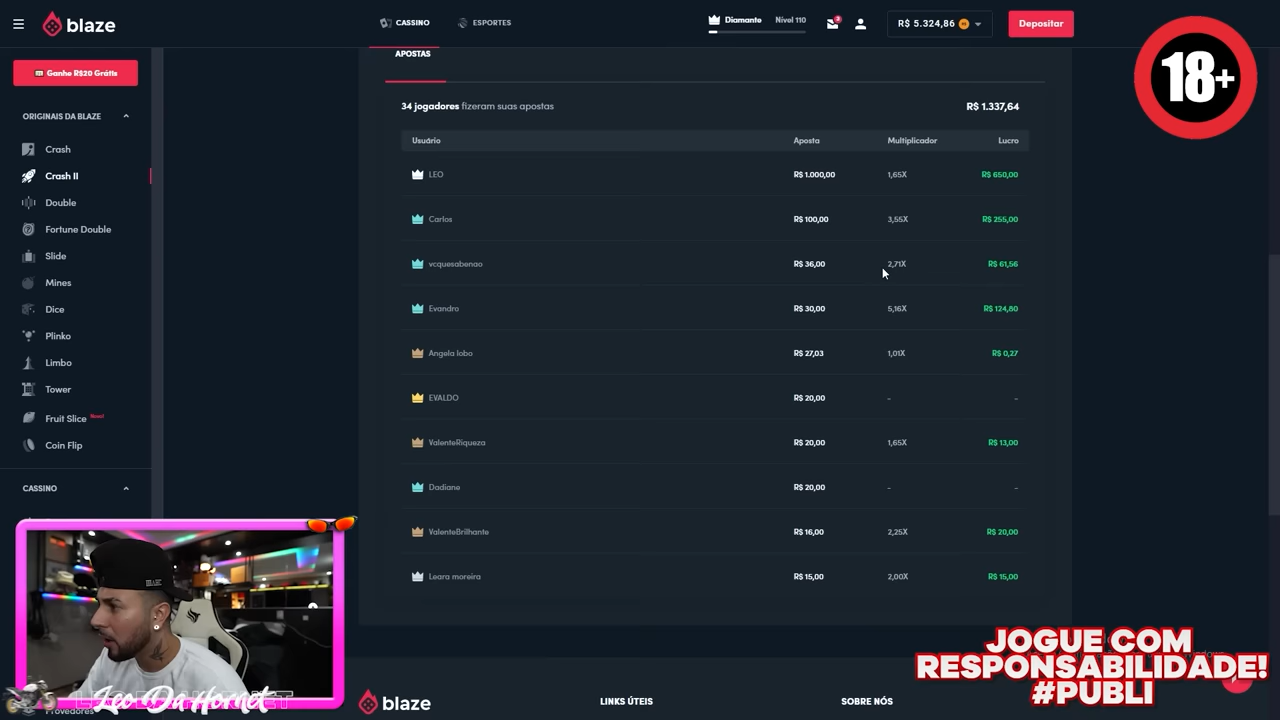 blaze
CASSINO
ESPORTES
Diamante
Nível 110
3
R$ 5.324,86
R$
Depositar
18+
Ganhe R$20 Grátis
ORIGINAIS DA BLAZE
Crash
Crash II
Double
Fortune Double
Slide
Mines
Dice
Plinko
Limbo
Tower
Fruit Slice Novo!
Coin Flip
CASSINO
APOSTAS
34 jogadores fizeram suas apostas
R$ 1.337,64
Usuário Aposta Multiplicador Lucro
LEO R$ 1.000,00 1,65X R$ 650,00
Carlos R$ 100,00 3,55X R$ 255,00
vcquesabenao R$ 36,00 2,71X R$ 61,56
Evandro R$ 30,00 5,16X R$ 124,80
Angela lobo R$ 27,03 1,01X R$ 0,27
EVALDO R$ 20,00 - -
ValenteRiqueza R$ 20,00 1,65X R$ 13,00
Dadiane R$ 20,00 - -
ValenteBrilhante R$ 16,00 2,25X R$ 20,00
Leara moreira R$ 15,00 2,00X R$ 15,00
Leo Da Hornet
Provedores
blaze
LINKS ÚTEIS
SOBRE NÓS
JOGUE COM
RESPONSABILIDADE!
#PUBLI